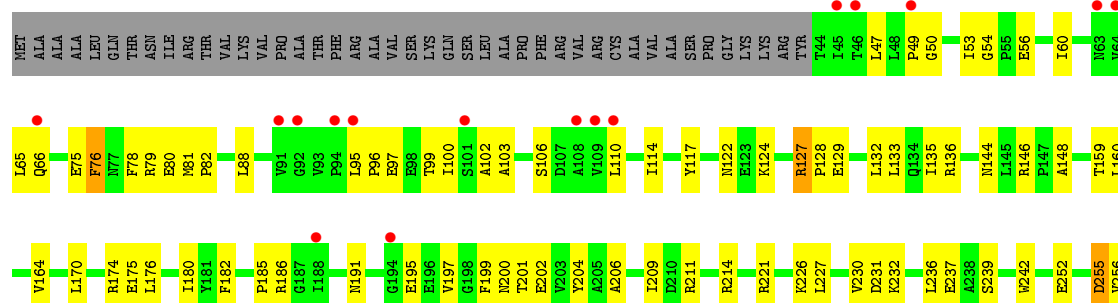 MET ALA ALA ALA LEU GLN THR ASN ILE ARG THR VAL LYS VAL PRO ALA THR PHE ARG ALA VAL SER LYS GLN SER LEU ALA PRO PHE ARG VAL ARG CYS ALA VAL ALA SER PRO GLY LYS LYS ARG TYR T44 I45 T46 L47 L48 P49 G50 I53 G54 P55 E56 I60 N63 V64
L65 Q66 E75 F76 N77 F78 R79 E80 M81 P82 L88 V91 G92 V93 P94 L95 P96 E97 E98 T99 I100 S101 A102 A103 S106 D107 A108 V109 L110 I114 Y117 N122 E123 K124 R127 P128 E129 L132 L133 Q134 I135 R136 N144 L145 R146 P147 A148 T159 L160
V164 L170 R174 E175 L176 I180 Y181 F182 P185 R186 G187 I188 N191 G194 E195 E196 V197 G198 F199 N200 T201 E202 V203 Y204 A205 A206 I209 D210 R211 R214 R221 K226 L227 V230 D231 K232 L236 E237 A238 S239 W242 E252 D255